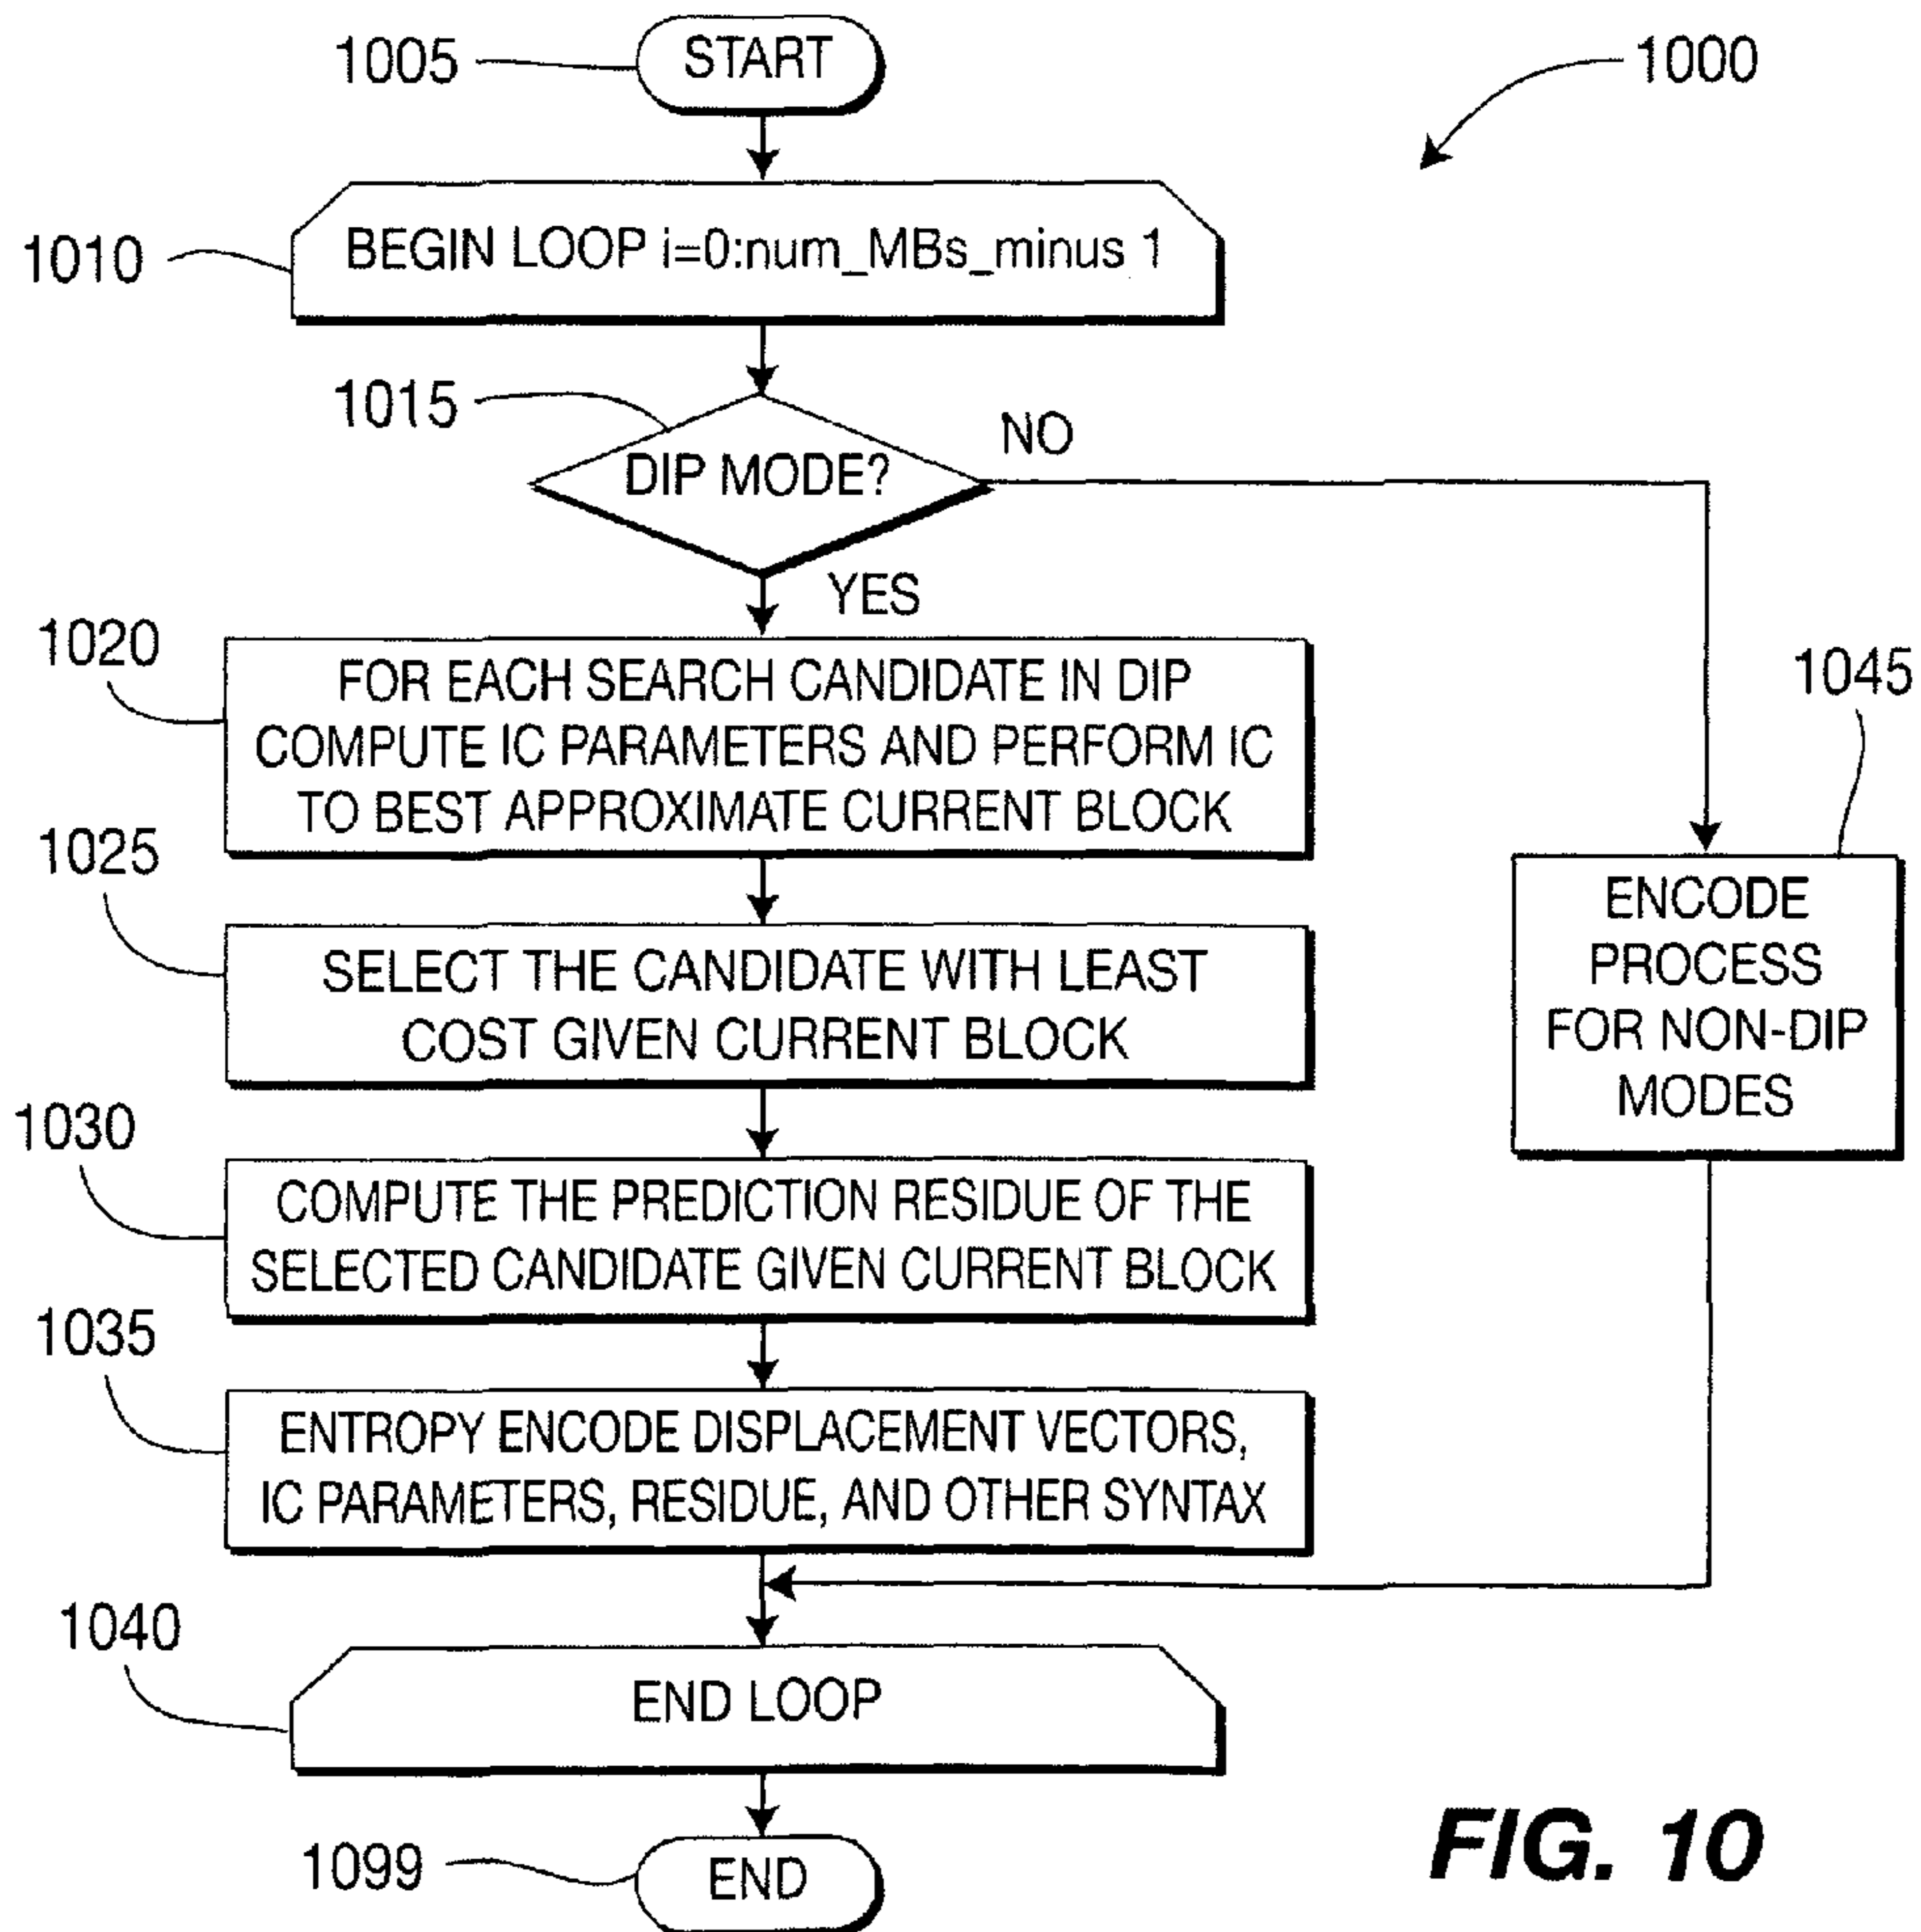 1005
START
1000
1010
BEGIN LOOP i=0:num_MBs_minus 1
1015
DIP MODE?
NO
YES
1020
FOR EACH SEARCH CANDIDATE IN DIP
COMPUTE IC PARAMETERS AND PERFORM IC
TO BEST APPROXIMATE CURRENT BLOCK
1045
ENCODE
PROCESS
FOR NON-DIP
MODES
1025
SELECT THE CANDIDATE WITH LEAST
COST GIVEN CURRENT BLOCK
1030
COMPUTE THE PREDICTION RESIDUE OF THE
SELECTED CANDIDATE GIVEN CURRENT BLOCK
1035
ENTROPY ENCODE DISPLACEMENT VECTORS,
IC PARAMETERS, RESIDUE, AND OTHER SYNTAX
1040
END LOOP
1099
END
FIG. 10